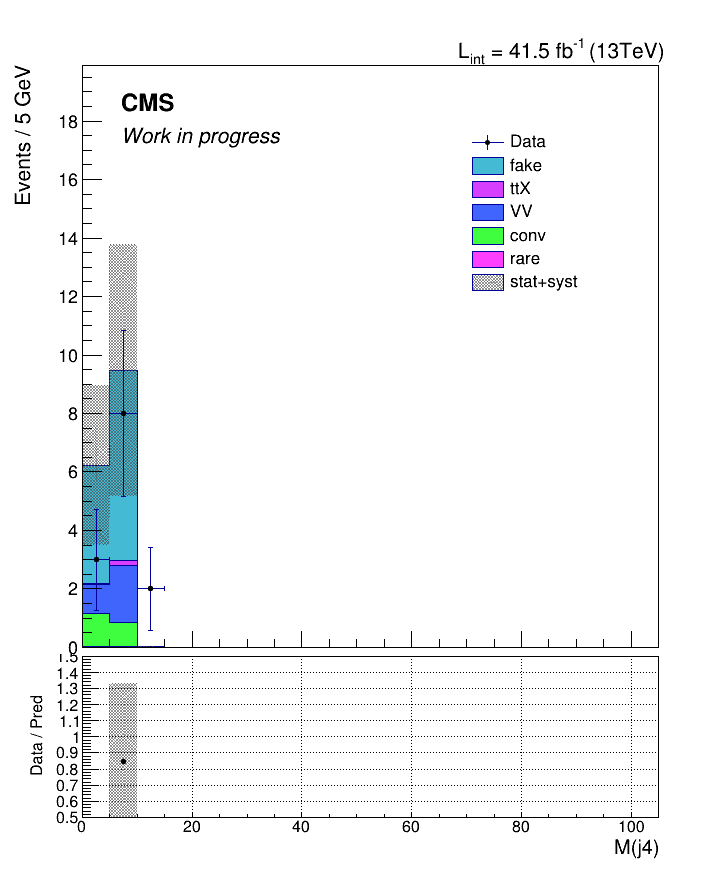 L_int = 41.5 fb^-1 (13TeV)
Events / 5 GeV
CMS
Work in progress
Data
fake
ttX
VV
conv
rare
stat+syst
18
16
14
12
10
8
6
4
2
0
Data / Pred
1.5
1.4
1.3
1.2
1.1
1
0.9
0.8
0.7
0.6
0.5
0 20 40 60 80 100
M(j4)